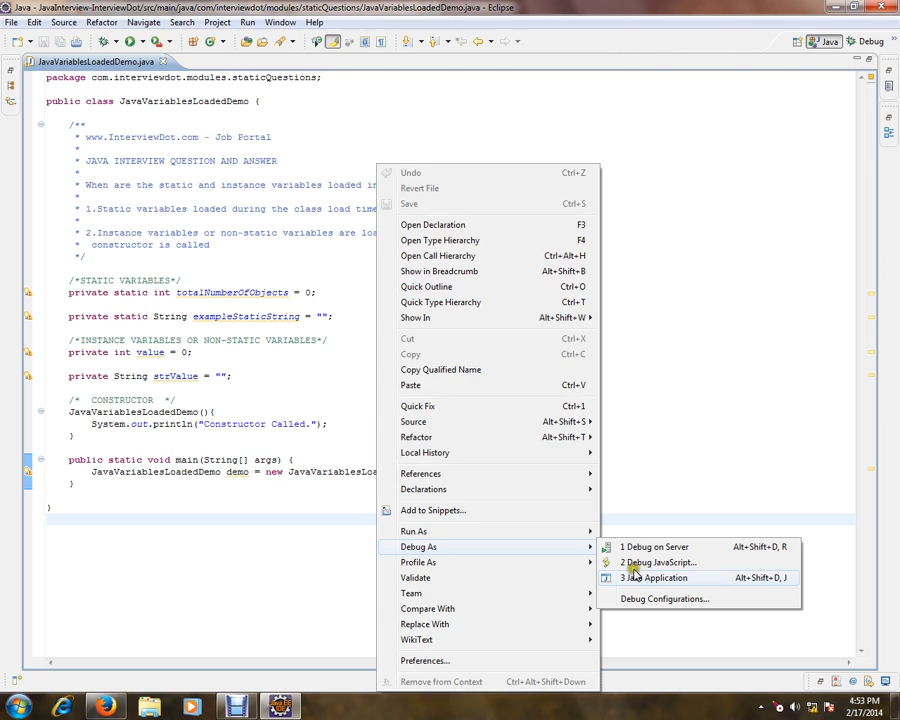 Java - JavaInterview-InterviewDot/src/main/java/com/interviewdot/modules/staticQuestions/JavaVariablesLoadedDemo.java - Eclipse
File Edit Source Refactor Navigate Search Project Run Window Help
Java Debug
JavaVariablesLoadedDemo.java
package com.interviewdot.modules.staticQuestions;
public class JavaVariablesLoadedDemo {
/**
* www.InterviewDot.com - Job Portal
*
* JAVA INTERVIEW QUESTION AND ANSWER
*
* When are the static and instance variables loaded in
*
* 1.Static variables loaded during the class load time
*
* 2.Instance variables or non-static variables are loa
* constructor is called
*/
/*STATIC VARIABLES*/
private static int totalNumberOfObjects = 0;
private static String exampleStaticString = "";
/*INSTANCE VARIABLES OR NON-STATIC VARIABLES*/
private int value = 0;
private String strValue = "";
/* CONSTRUCTOR */
JavaVariablesLoadedDemo(){
System.out.println("Constructor Called.");
}
public static void main(String[] args) {
JavaVariablesLoadedDemo demo = new JavaVariablesLoa
}
}
Undo Ctrl+Z
Revert File
Save Ctrl+S
Open Declaration F3
Open Type Hierarchy F4
Open Call Hierarchy Ctrl+Alt+H
Show in Breadcrumb Alt+Shift+B
Quick Outline Ctrl+O
Quick Type Hierarchy Ctrl+T
Show In Alt+Shift+W
Cut Ctrl+X
Copy Ctrl+C
Copy Qualified Name
Paste Ctrl+V
Quick Fix Ctrl+1
Source Alt+Shift+S
Refactor Alt+Shift+T
Local History
References
Declarations
Add to Snippets...
Run As
Debug As
Profile As
Validate
Team
Compare With
Replace With
WikiText
Preferences...
Remove from Context Ctrl+Alt+Shift+Down
1 Debug on Server Alt+Shift+D, R
2 Debug JavaScript...
3 Java Application Alt+Shift+D, J
Debug Configurations...
4:53 PM
2/17/2014